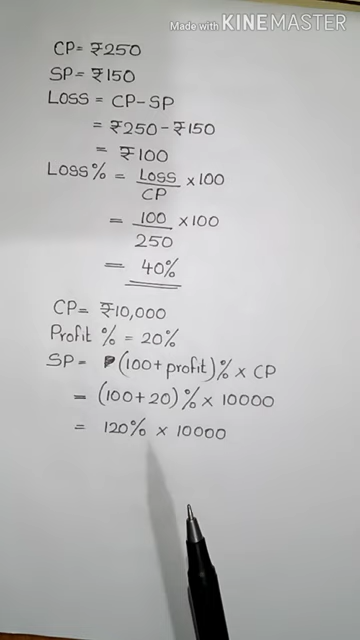 Made with KINEMASTER
CP = ₹250
SP = ₹150
Loss = CP - SP
= ₹250 - ₹150
= ₹100
Loss% = Loss/CP × 100
= 100/250 × 100
= 40%
CP = ₹10,000
Profit % = 20%
SP = (100 + profit)% × CP
= (100 + 20)% × 10000
= 120% × 10000